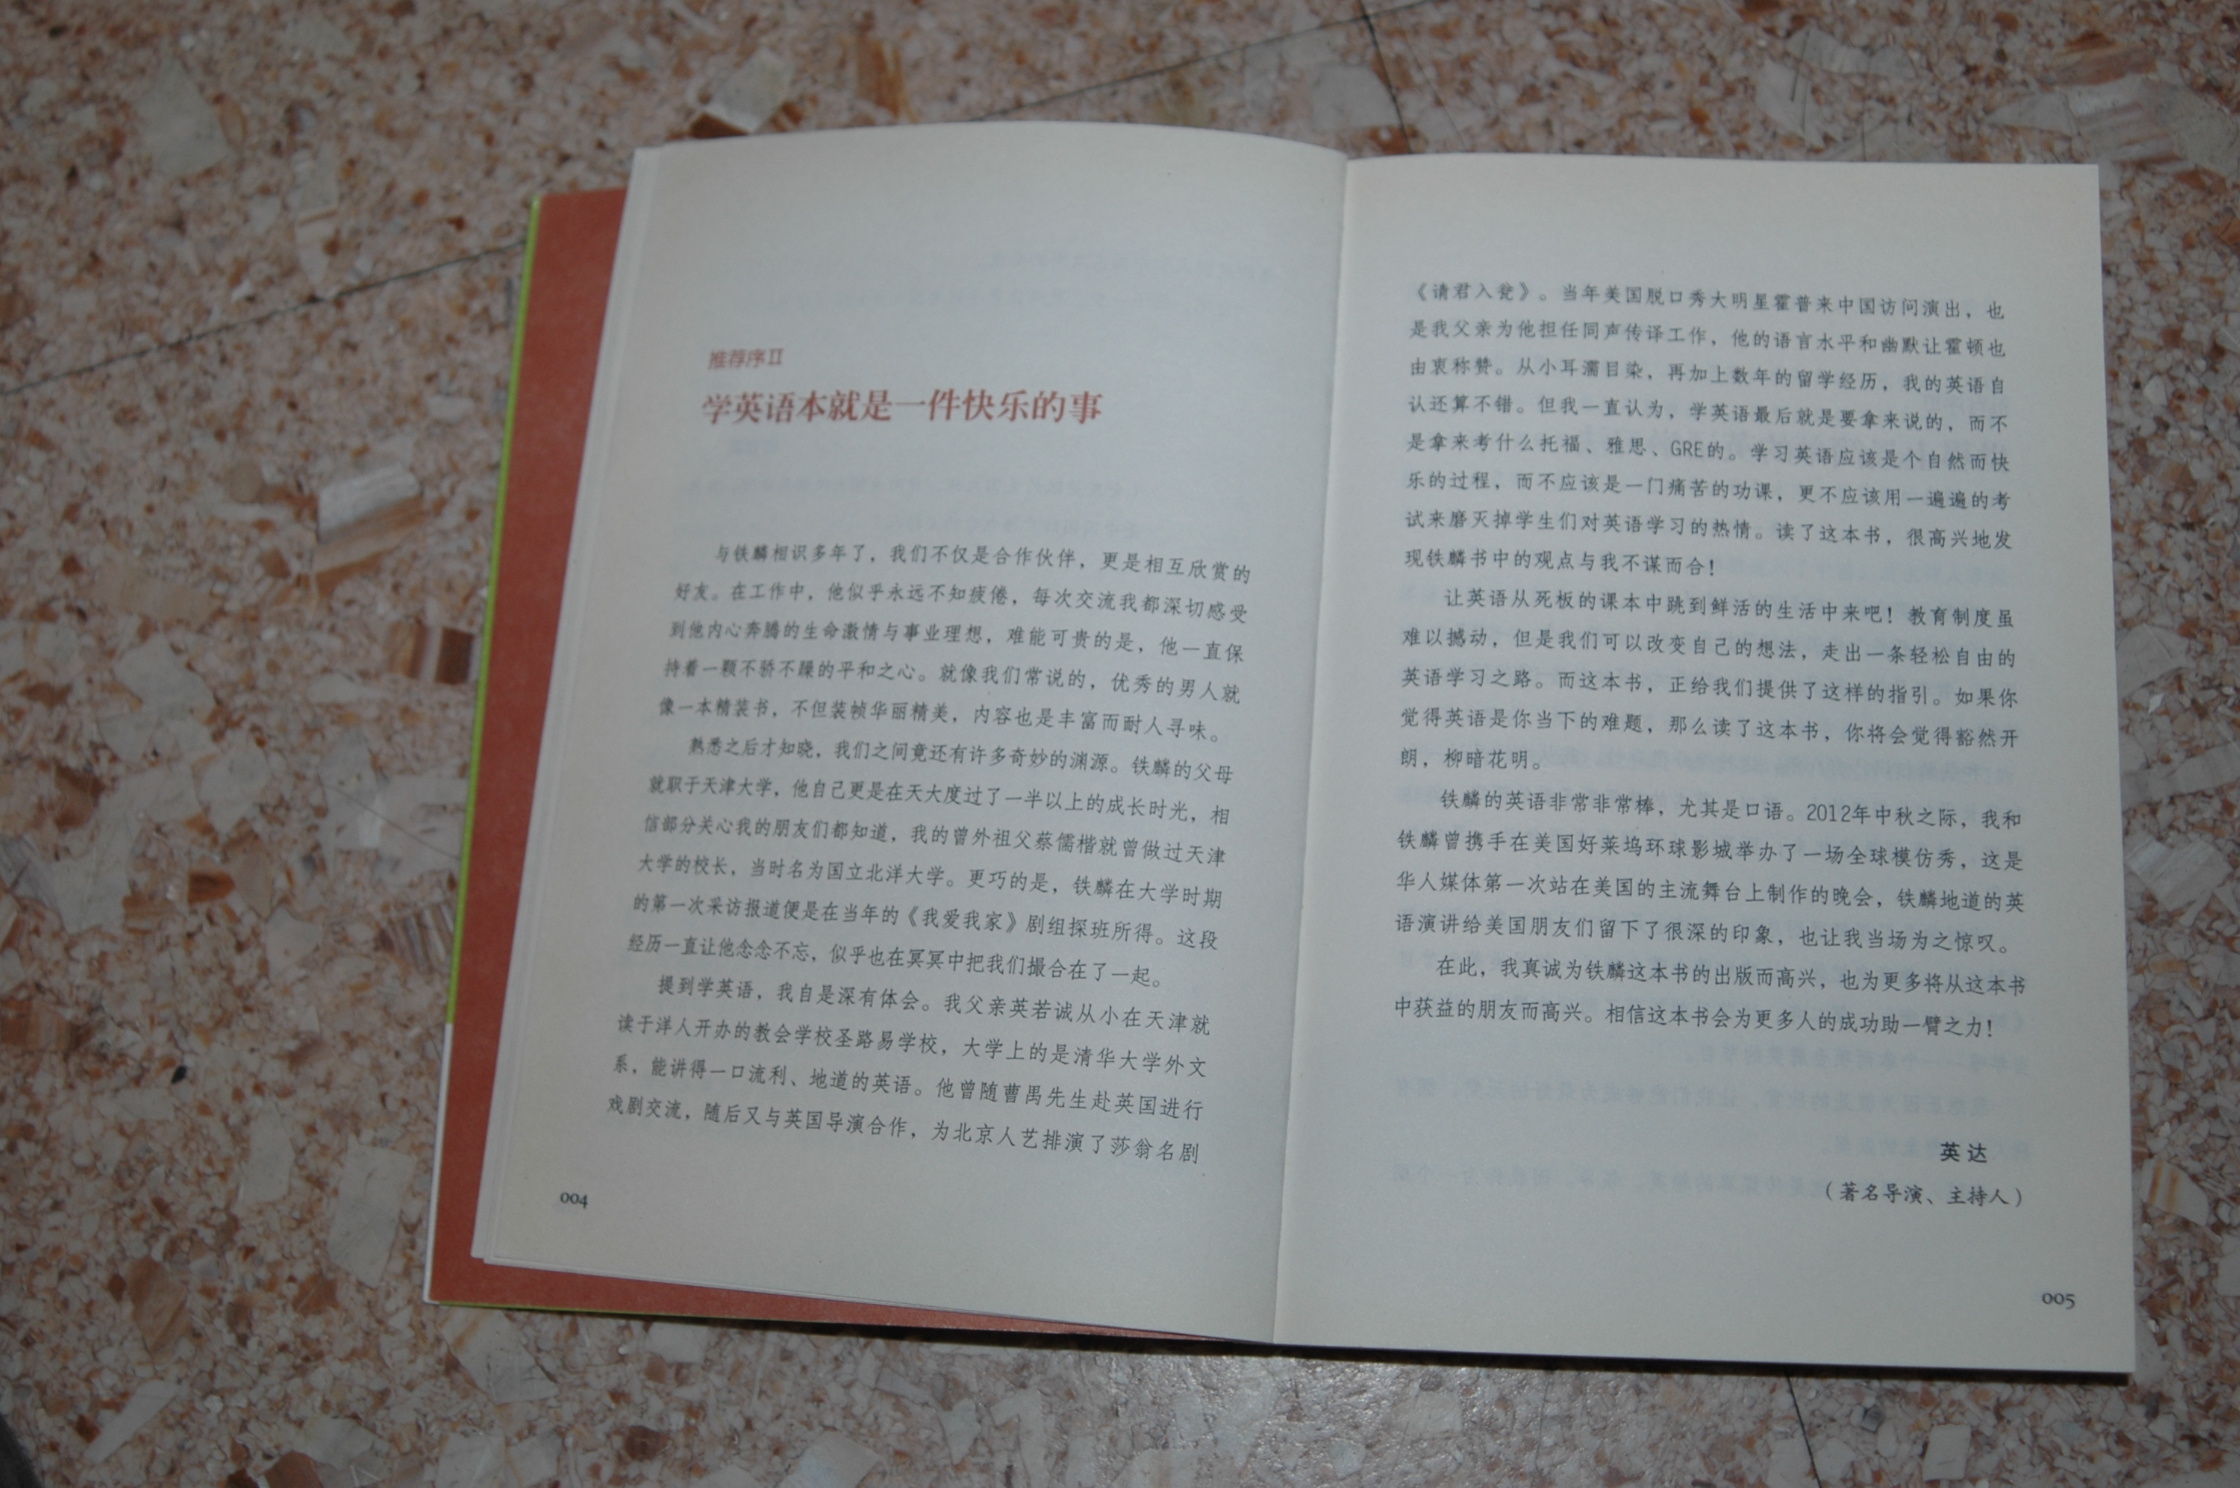 推荐序II
学英语本就是一件快乐的事
与铁麟相识多年了，我们不仅是合作伙伴，更是相互欣赏的
好友。在工作中，他似乎永远不知疲倦，每次交流我都深切感受
到他内心奔腾的生命激情与事业理想，难能可贵的是，他一直保
持着一颗不骄不躁的平和之心。就像我们常说的，优秀的男人就
像一本精装书，不但装帧华丽精美，内容也是丰富而耐人寻味。
熟悉之后才知晓，我们之间竟还有许多奇妙的渊源。铁麟的父母
就职于天津大学，他自己更是在天大度过了一半以上的成长时光，相
信部分关心我的朋友们都知道，我的曾外祖父蔡儒楷就曾做过天津
大学的校长，当时名为国立北洋大学。更巧的是，铁麟在大学时期
的第一次采访报道便是在当年的《我爱我家》剧组探班所得。这段
经历一直让他念念不忘，似乎也在冥冥中把我们撮合在了一起。
提到学英语，我自是深有体会。我父亲英若诚从小在天津就
读于洋人开办的教会学校圣路易学校，大学上的是清华大学外文
系，能讲得一口流利、地道的英语。他曾随曹禺先生赴英国进行
戏剧交流，随后又与英国导演合作，为北京人艺排演了莎翁名剧
004
《请君入瓮》。当年美国脱口秀大明星霍普来中国访问演出，也
是我父亲为他担任同声传译工作，他的语言水平和幽默让霍顿也
由衷称赞。从小耳濡目染，再加上数年的留学经历，我的英语自
认还算不错。但我一直认为，学英语最后就是要拿来说的，而不
是拿来考什么托福、雅思、GRE的。学习英语应该是个自然而快
乐的过程，而不应该是一门痛苦的功课，更不应该用一遍遍的考
试来磨灭掉学生们对英语学习的热情。读了这本书，很高兴地发
现铁麟书中的观点与我不谋而合！
让英语从死板的课本中跳到鲜活的生活中来吧！教育制度虽
难以撼动，但是我们可以改变自己的想法，走出一条轻松自由的
英语学习之路。而这本书，正给我们提供了这样的指引。如果你
觉得英语是你当下的难题，那么读了这本书，你将会觉得豁然开
朗，柳暗花明。
铁麟的英语非常非常棒，尤其是口语。2012年中秋之际，我和
铁麟曾携手在美国好莱坞环球影城举办了一场全球模仿秀，这是
华人媒体第一次站在美国的主流舞台上制作的晚会，铁麟地道的英
语演讲给美国朋友们留下了很深的印象，也让我当场为之惊叹。
在此，我真诚为铁麟这本书的出版而高兴，也为更多将从这本书
中获益的朋友而高兴。相信这本书会为更多人的成功助一臂之力！
英达
（著名导演、主持人）
005